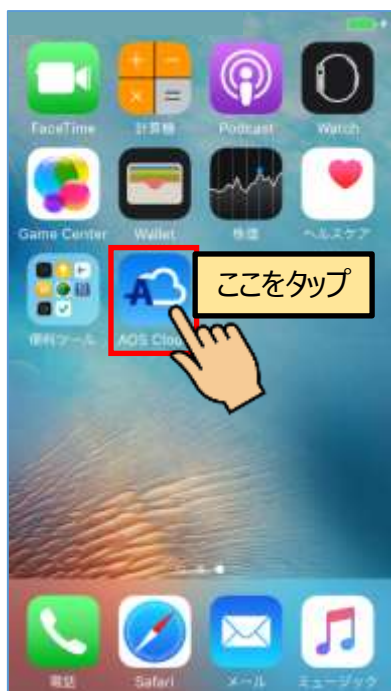 FaceTime
計算機
Podcast
Watch
Game Center
Wallet
株価
ヘルスケア
便利ツール
AOS Clou
ここをタップ
電話
Safari
メール
ミュージック